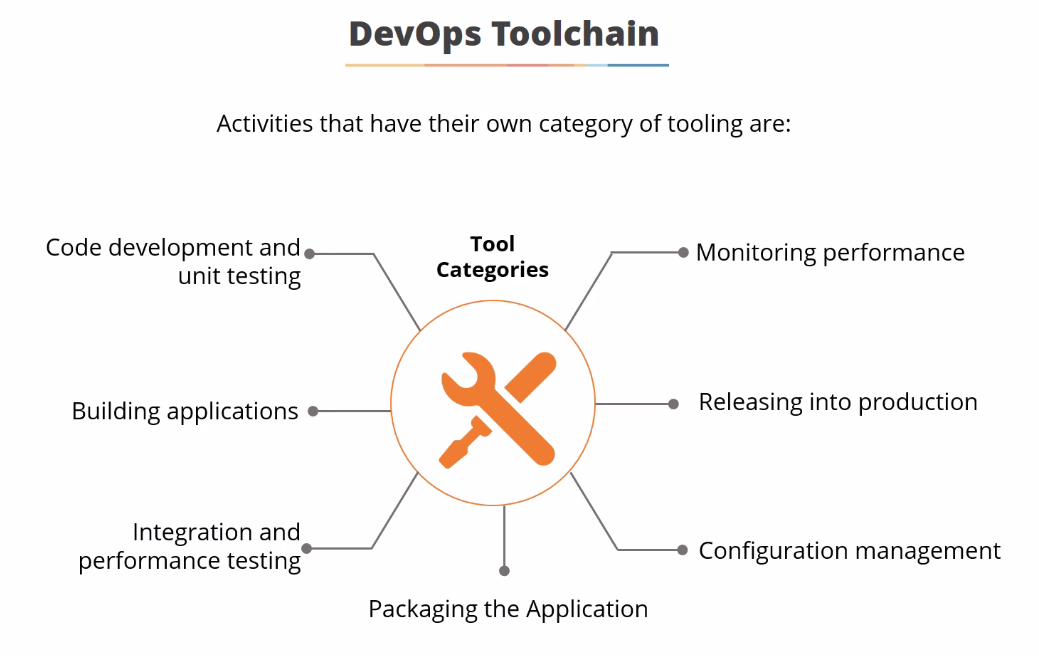 DevOps Toolchain
Activities that have their own category of tooling are:
Tool
Categories
Code development and
unit testing
Monitoring performance
Building applications
Releasing into production
Integration and
performance testing
Configuration management
Packaging the Application